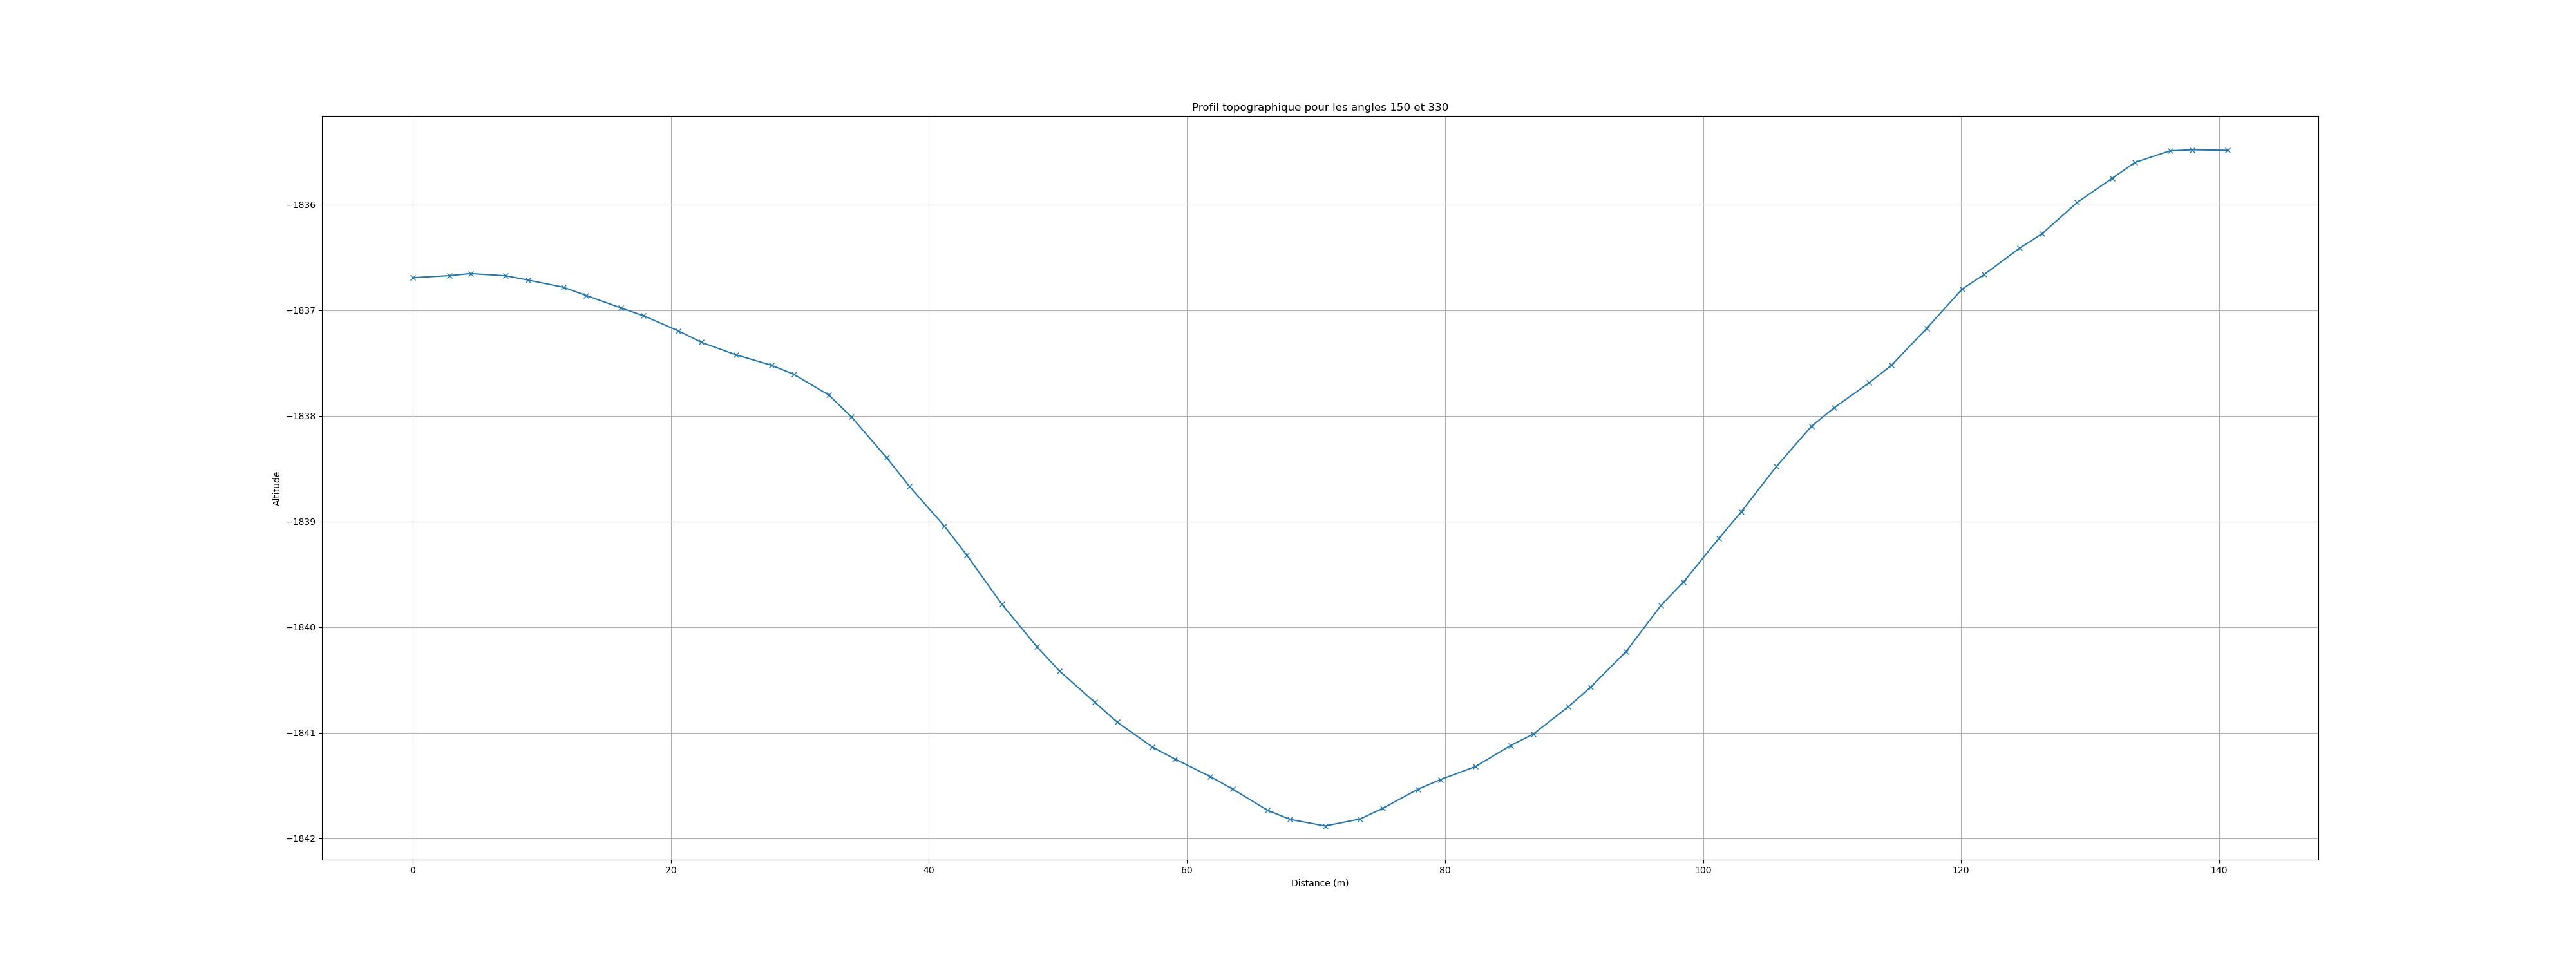 Profil topographique pour les angles 150 et 330
Altitude
−1836
−1837
−1838
−1839
−1840
−1841
−1842
0 20 40 60 80 100 120 140
Distance (m)